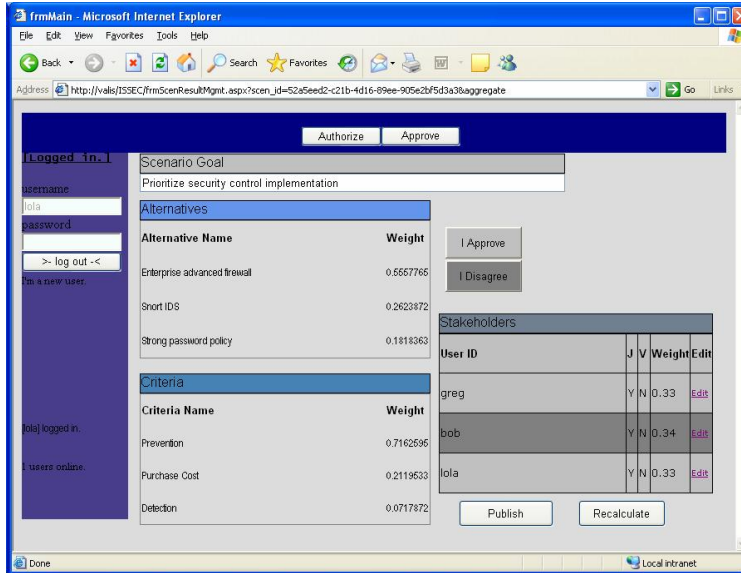 frmMain - Microsoft Internet Explorer
File Edit View Favorites Tools Help
Back Search Favorites
Address http://valis/ISSEC/frmScenResultMgmt.aspx?scen_id=52a5eed2-c21b-4d16-89ee-905e2bf5d3a3&aggregate Go Links
Authorize Approve
[Logged in.]
username
lola
password
>- log out -<
I'm a new user.
[lola] logged in.
1 users online.
Scenario Goal
Prioritize security control implementation
Alternatives
Alternative Name Weight
Enterprise advanced firewall 0.5557765
Snort IDS 0.2623872
Strong password policy 0.1818363
Criteria
Criteria Name Weight
Prevention 0.7162595
Purchase Cost 0.2119533
Detection 0.0717872
I Approve
I Disagree
Stakeholders
User ID J V Weight Edit
greg Y N 0.33 Edit
bob Y N 0.34 Edit
lola Y N 0.33 Edit
Publish Recalculate
Done Local intranet